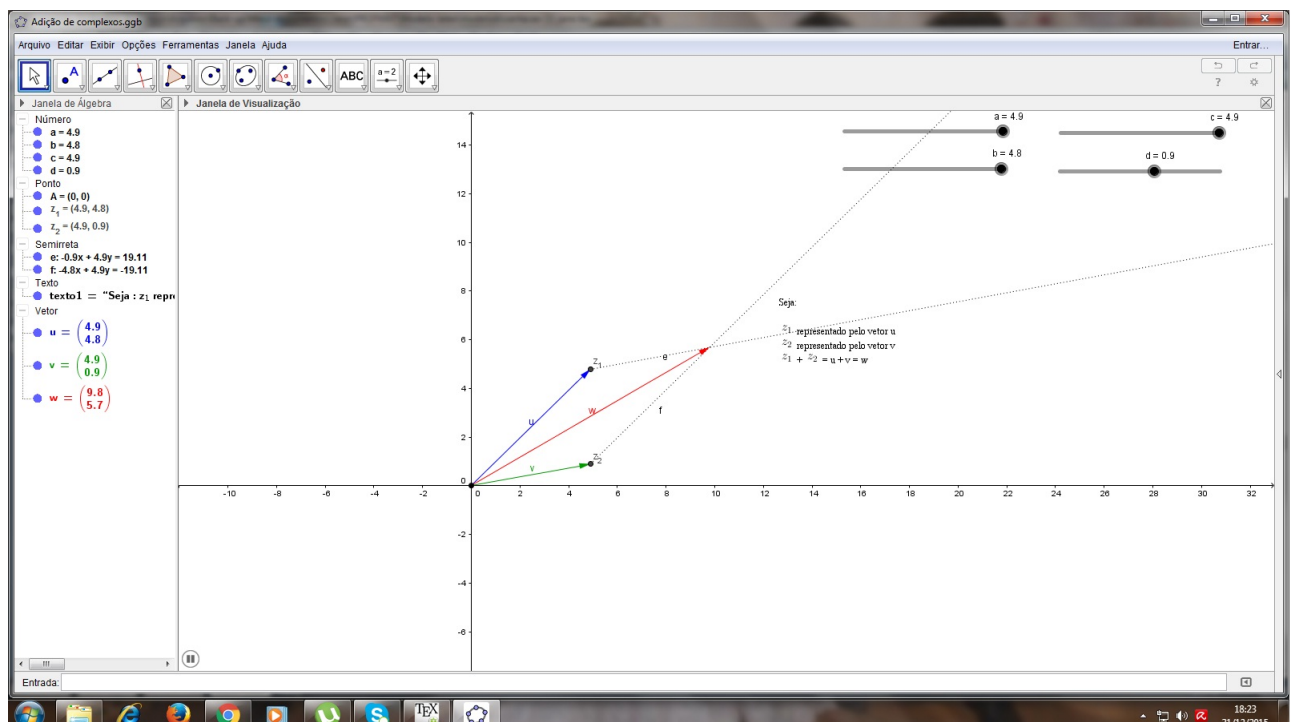 Adição de complexos.ggb
Arquivo Editar Exibir Opções Ferramentas Janela Ajuda
Entrar...
ABC
a = 2
?
Janela de Álgebra
Janela de Visualização
Número
a = 4.9
b = 4.8
c = 4.9
d = 0.9
Ponto
A = (0, 0)
z1 = (4.9, 4.8)
z2 = (4.9, 0.9)
Semirreta
e: -0.9x + 4.9y = 19.11
f: -4.8x + 4.9y = -19.11
Texto
texto1 = “Seja : z1 repre
Vetor
u = (4.9
4.8)
v = (4.9
0.9)
w = (9.8
5.7)
a = 4.9
c = 4.9
b = 4.8
d = 0.9
14
12
10
8
6
4
2
0
-2
-4
-6
-10 -8 -6 -4 -2 0 2 4 6 8 10 12 14 16 18 20 22 24 26 28 30 32
z1
e
w
f
u
z2
v
Seja:
z1 representado pelo vetor u
z2 representado pelo vetor v
z1 + z2 = u + v = w
Entrada:
TEX
18:23
21/12/2015